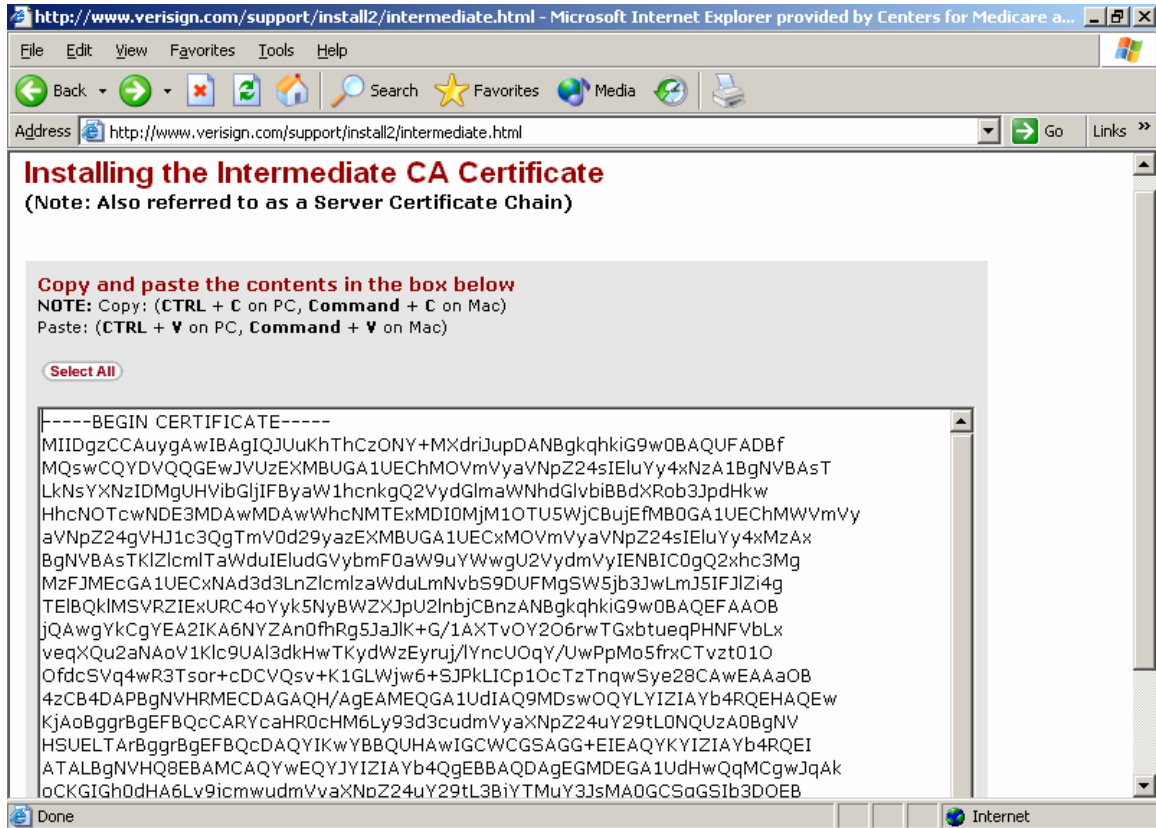 http://www.verisign.com/support/install2/intermediate.html - Microsoft Internet Explorer provided by Centers for Medicare a...
File Edit View Favorites Tools Help
Back Search Favorites Media
Address http://www.verisign.com/support/install2/intermediate.html Go Links »
Installing the Intermediate CA Certificate
(Note: Also referred to as a Server Certificate Chain)
Copy and paste the contents in the box below
NOTE: Copy: (CTRL + C on PC, Command + C on Mac)
Paste: (CTRL + V on PC, Command + V on Mac)
Select All
-----BEGIN CERTIFICATE-----
MIIDgzCCAuygAwIBAgIQJUuKhThCzONY+MXdriJupDANBgkqhkiG9w0BAQUFADBf
MQswCQYDVQQGEwJVUzEXMBUGA1UEChMOVmVyaVNpZ24sIEluYy4xNzA1BgNVBAsT
LkNsYXNzIDMgUHVibGljIFByaW1hcnkgQ2VydGlmaWNhdGlvbiBBdXRob3JpdHkw
HhcNOTcwNDE3MDAwMDAwWhcNMTExMDI0MjM1OTU5WjCBujEfMB0GA1UEChMWVmVy
aVNpZ24gVHJ1c3QgTmV0d29yazEXMBUGA1UECxMOVmVyaVNpZ24sIEluYy4xMzAx
BgNVBAsTKlZlcmlTaWduIEludGVybmF0aW9uYWwgU2VydmVyIENBIC0gQ2xhc3Mg
MzFJMEcGA1UECxNAd3d3LnZlcmlzaWduLmNvbS9DUFMgSW5jb3JwLmJ5IFJlZi4g
TElBQklMSVRZIExURC4oYyk5NyBWZXJpU2lnbjCBnzANBgkqhkiG9w0BAQEFAAOB
jQAwgYkCgYEA2IKA6NYZAn0fhRg5JaJlK+G/1AXTvOY2O6rwTGxbtueqPHNFVbLx
veqXQu2aNAoV1Klc9UAl3dkHwTKydWzEyruj/lYncUOqY/UwPpMo5frxCTvzt01O
OfdcSVq4wR3Tsor+cDCVQsv+K1GLWjw6+SJPkLICp1OcTzTnqwSye28CAwEAAaOB
4zCB4DAPBgNVHRMECDAGAQH/AgEAMEQGA1UdIAQ9MDswOQYLYIZIAYb4RQEHAQEw
KjAoBggrBgEFBQcCARYcaHR0cHM6Ly93d3cudmVyaXNpZ24uY29tL0NQUzA0BgNV
HSUELTArBggrBgEFBQcDAQYIKwYBBQUHAwIGCWCGSAGG+EIEAQYKYIZIAYb4RQEI
ATALBgNVHQ8EBAMCAQYwEQYJYIZIAYb4QgEBBAQDAgEGMDEGA1UdHwQqMCgwJqAk
oCKGIGh0dHA6Ly9jcmwudmVyaXNpZ24uY29tL3BjYTMuY3JsMA0GCSqGSIb3DQEB
Done Internet